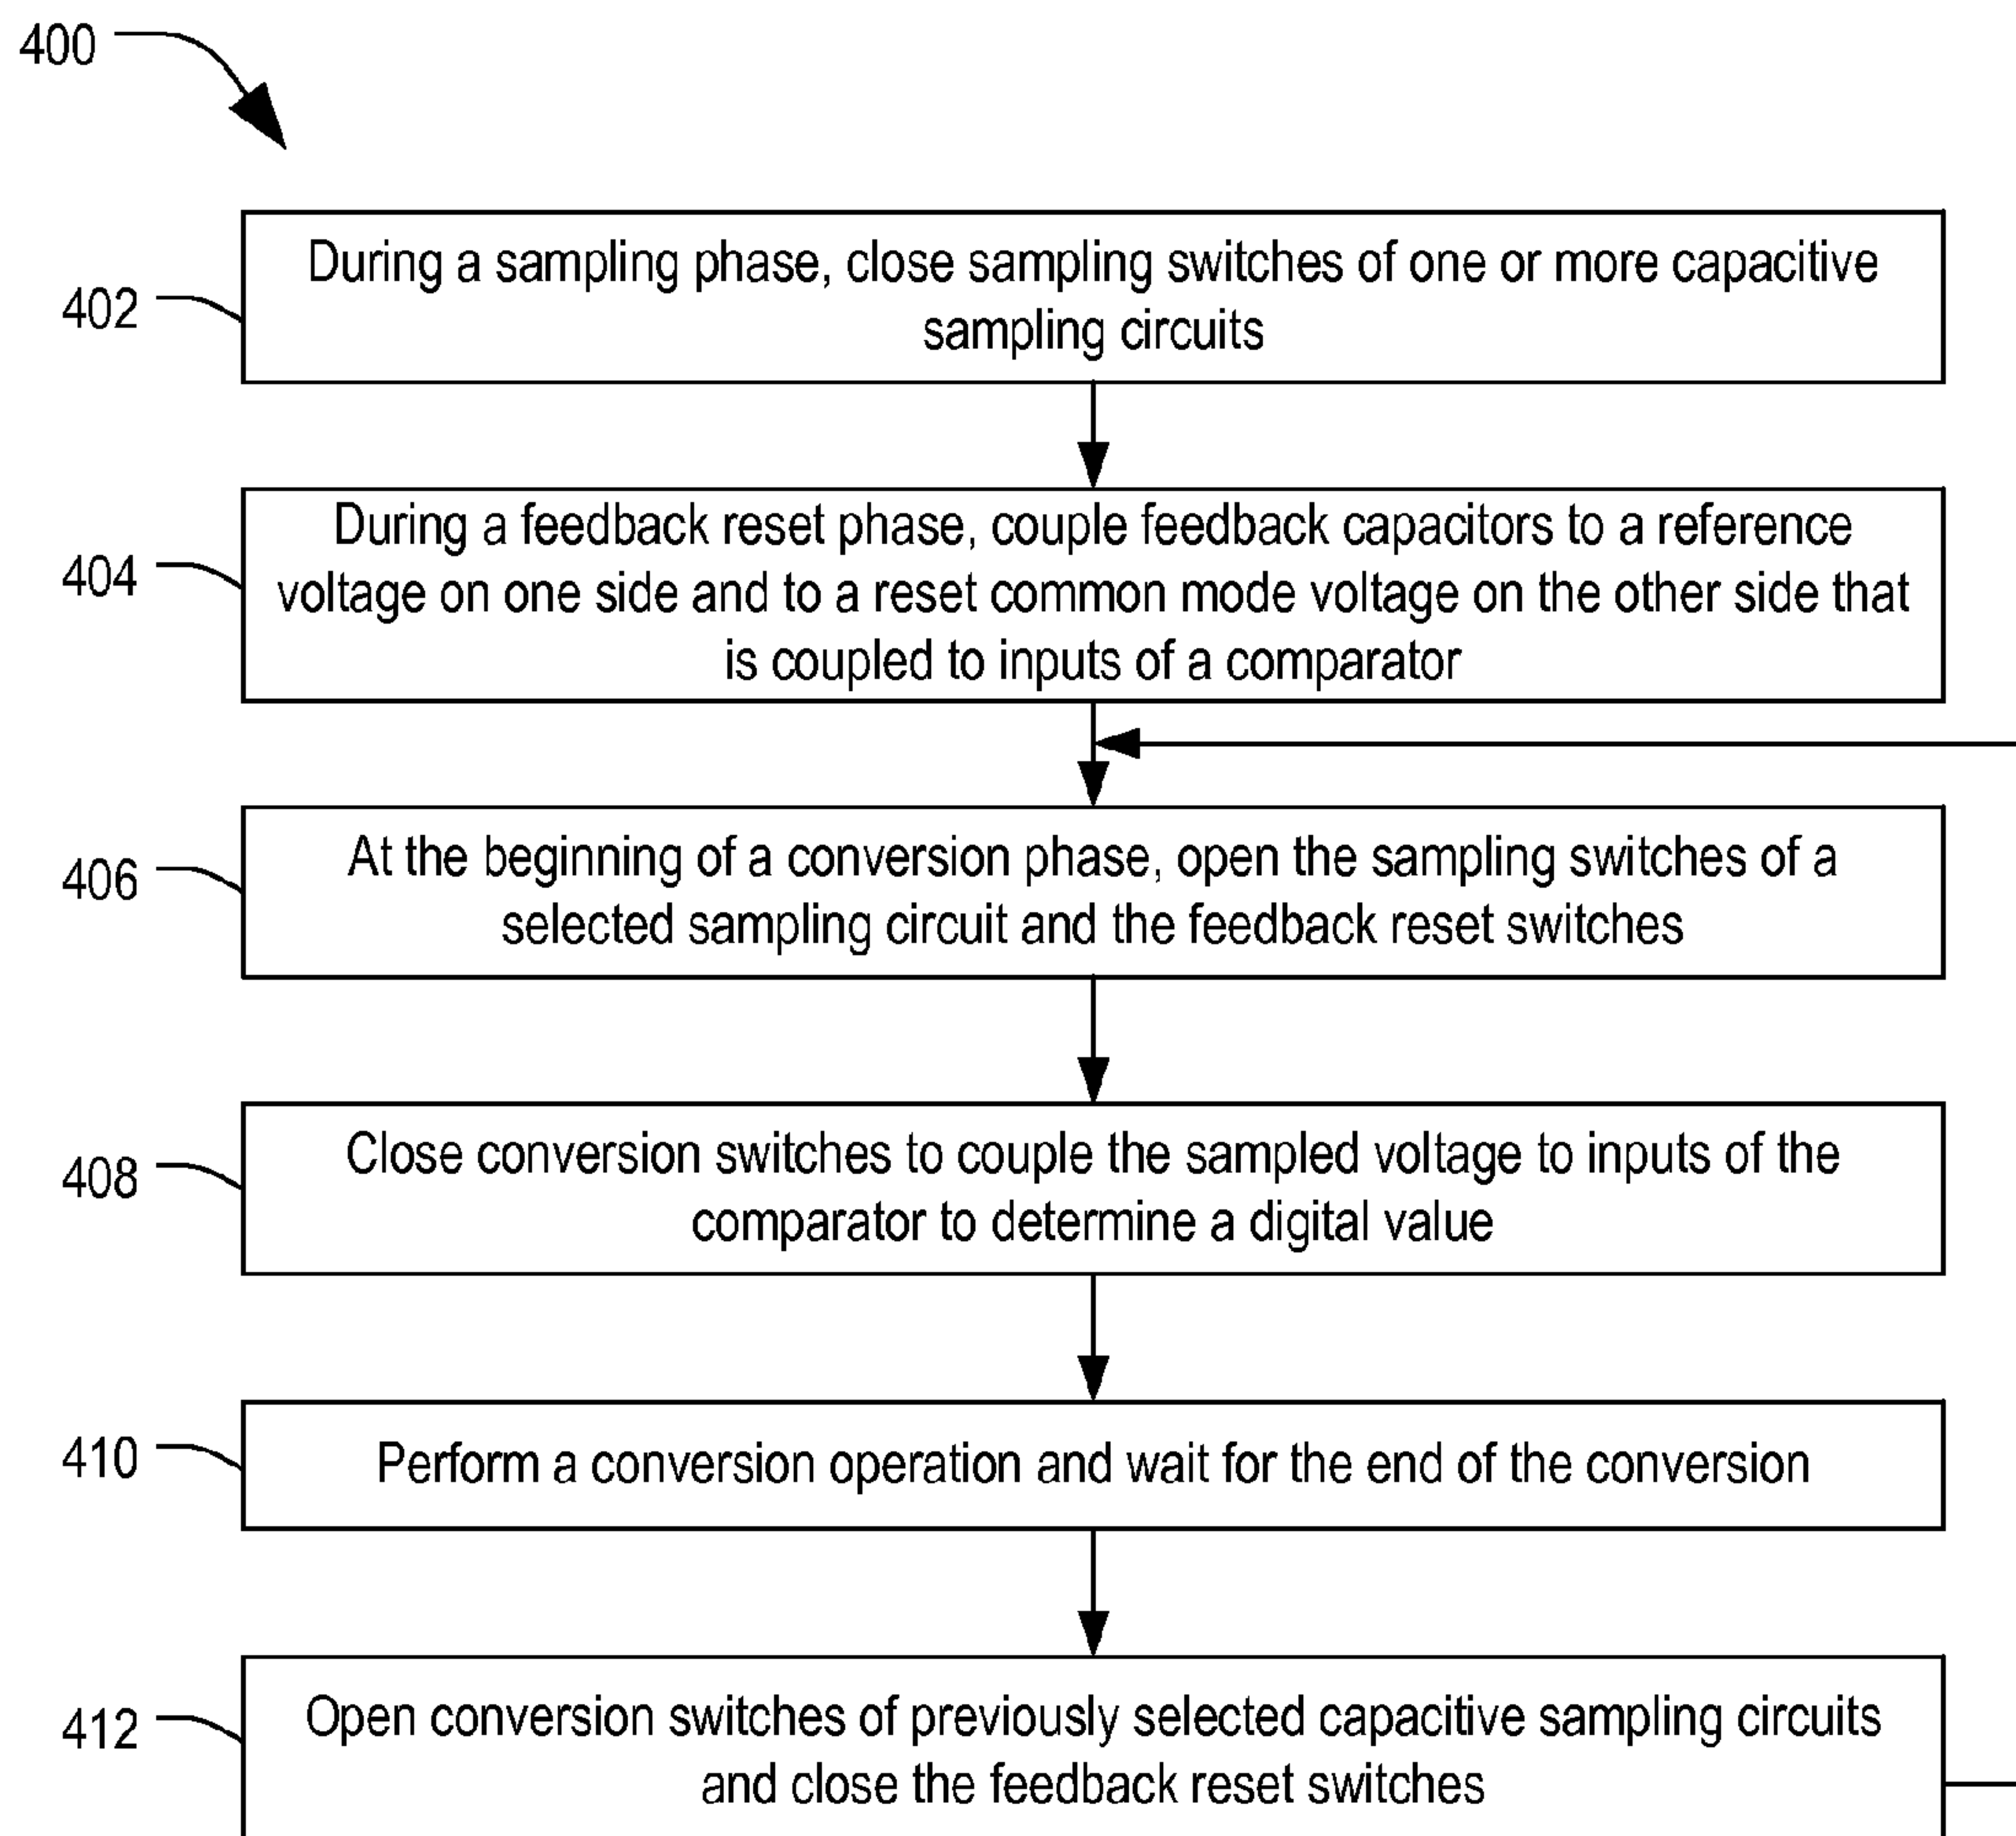 400
402
During a sampling phase, close sampling switches of one or more capacitive
sampling circuits
404
During a feedback reset phase, couple feedback capacitors to a reference
voltage on one side and to a reset common mode voltage on the other side that
is coupled to inputs of a comparator
406
At the beginning of a conversion phase, open the sampling switches of a
selected sampling circuit and the feedback reset switches
408
Close conversion switches to couple the sampled voltage to inputs of the
comparator to determine a digital value
410
Perform a conversion operation and wait for the end of the conversion
412
Open conversion switches of previously selected capacitive sampling circuits
and close the feedback reset switches